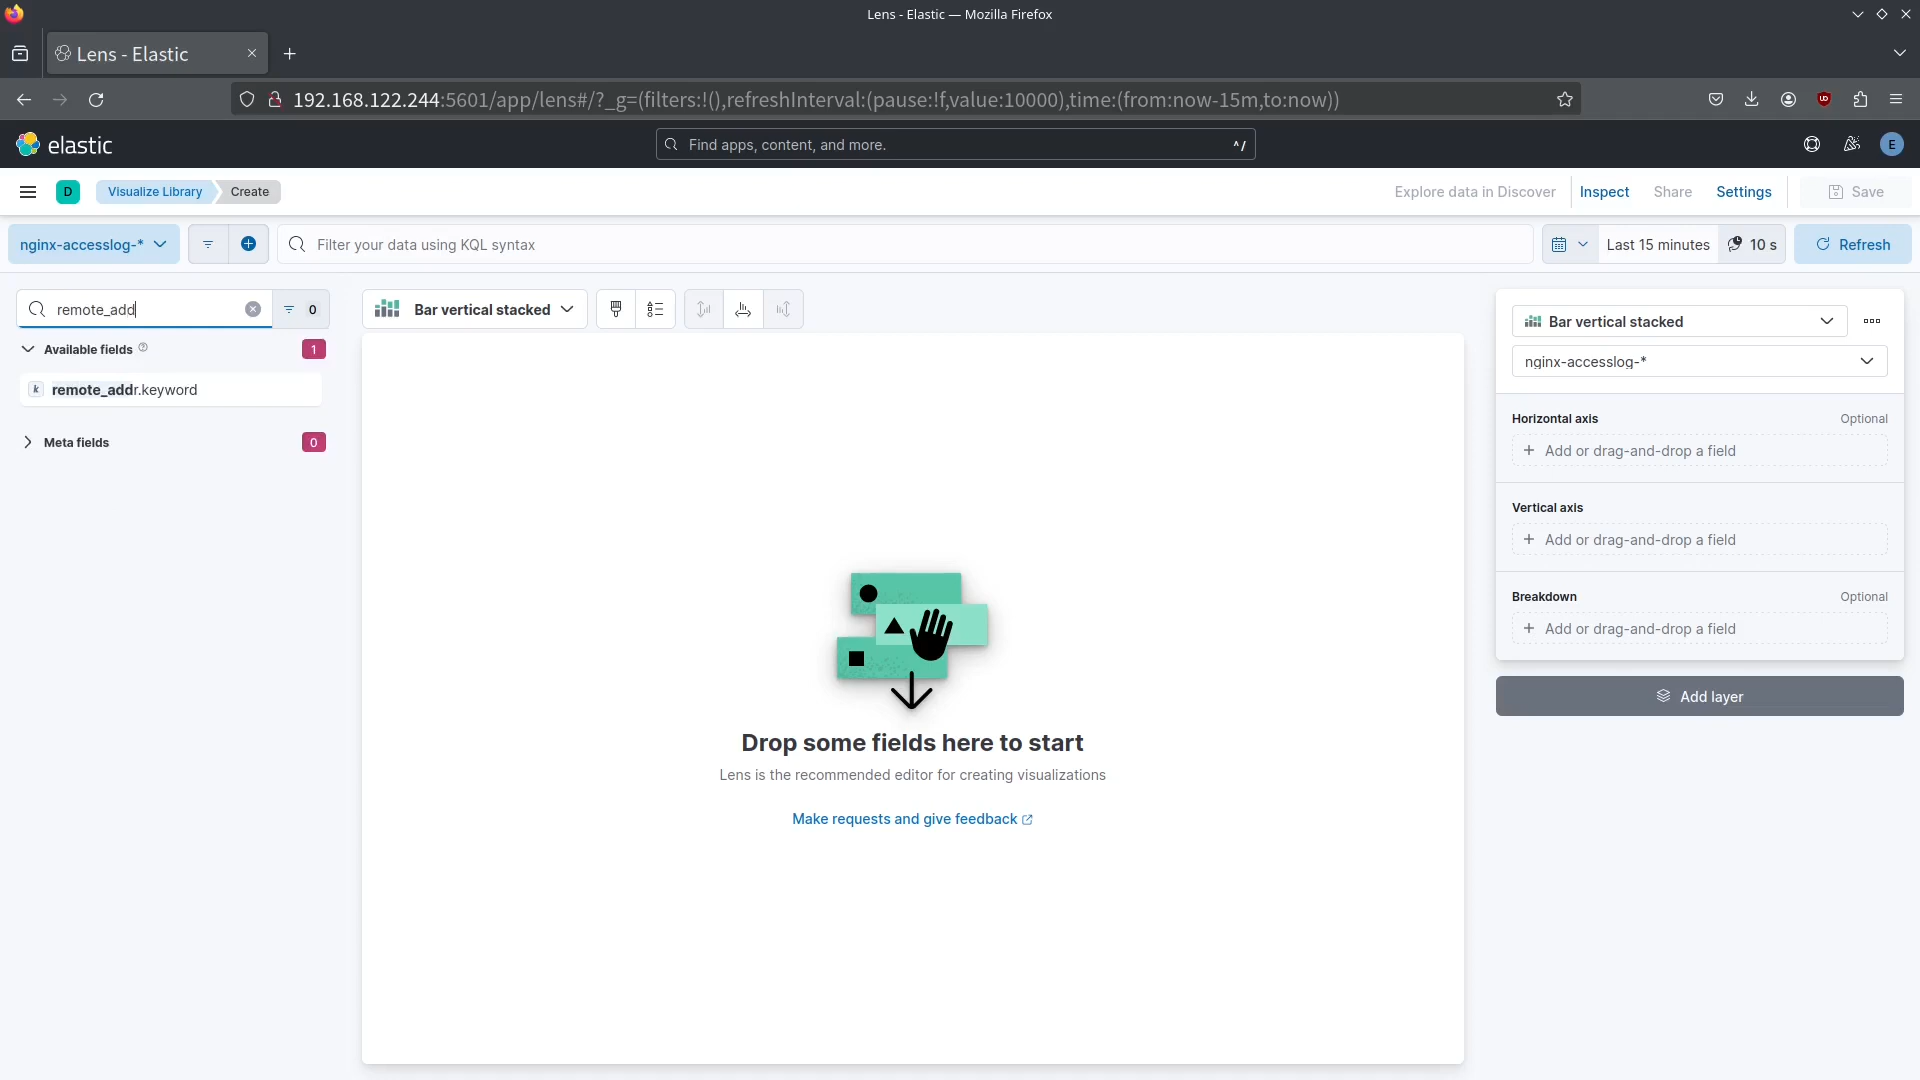 Lens - Elastic — Mozilla Firefox
Lens - Elastic
192.168.122.244:5601/app/lens#/?_g=(filters:!(),refreshInterval:(pause:!f,value:10000),time:(from:now-15m,to:now))
elastic
Find apps, content, and more.
^/
E
D
Visualize Library
Create
Explore data in Discover
Inspect
Share
Settings
Save
nginx-accesslog-*
Filter your data using KQL syntax
Last 15 minutes
10 s
Refresh
remote_add
0
Bar vertical stacked
Available fields
1
k
remote_addr.keyword
Meta fields
0
Drop some fields here to start
Lens is the recommended editor for creating visualizations
Make requests and give feedback
Bar vertical stacked
nginx-accesslog-*
Horizontal axis
Optional
Add or drag-and-drop a field
Vertical axis
Add or drag-and-drop a field
Breakdown
Optional
Add or drag-and-drop a field
Add layer